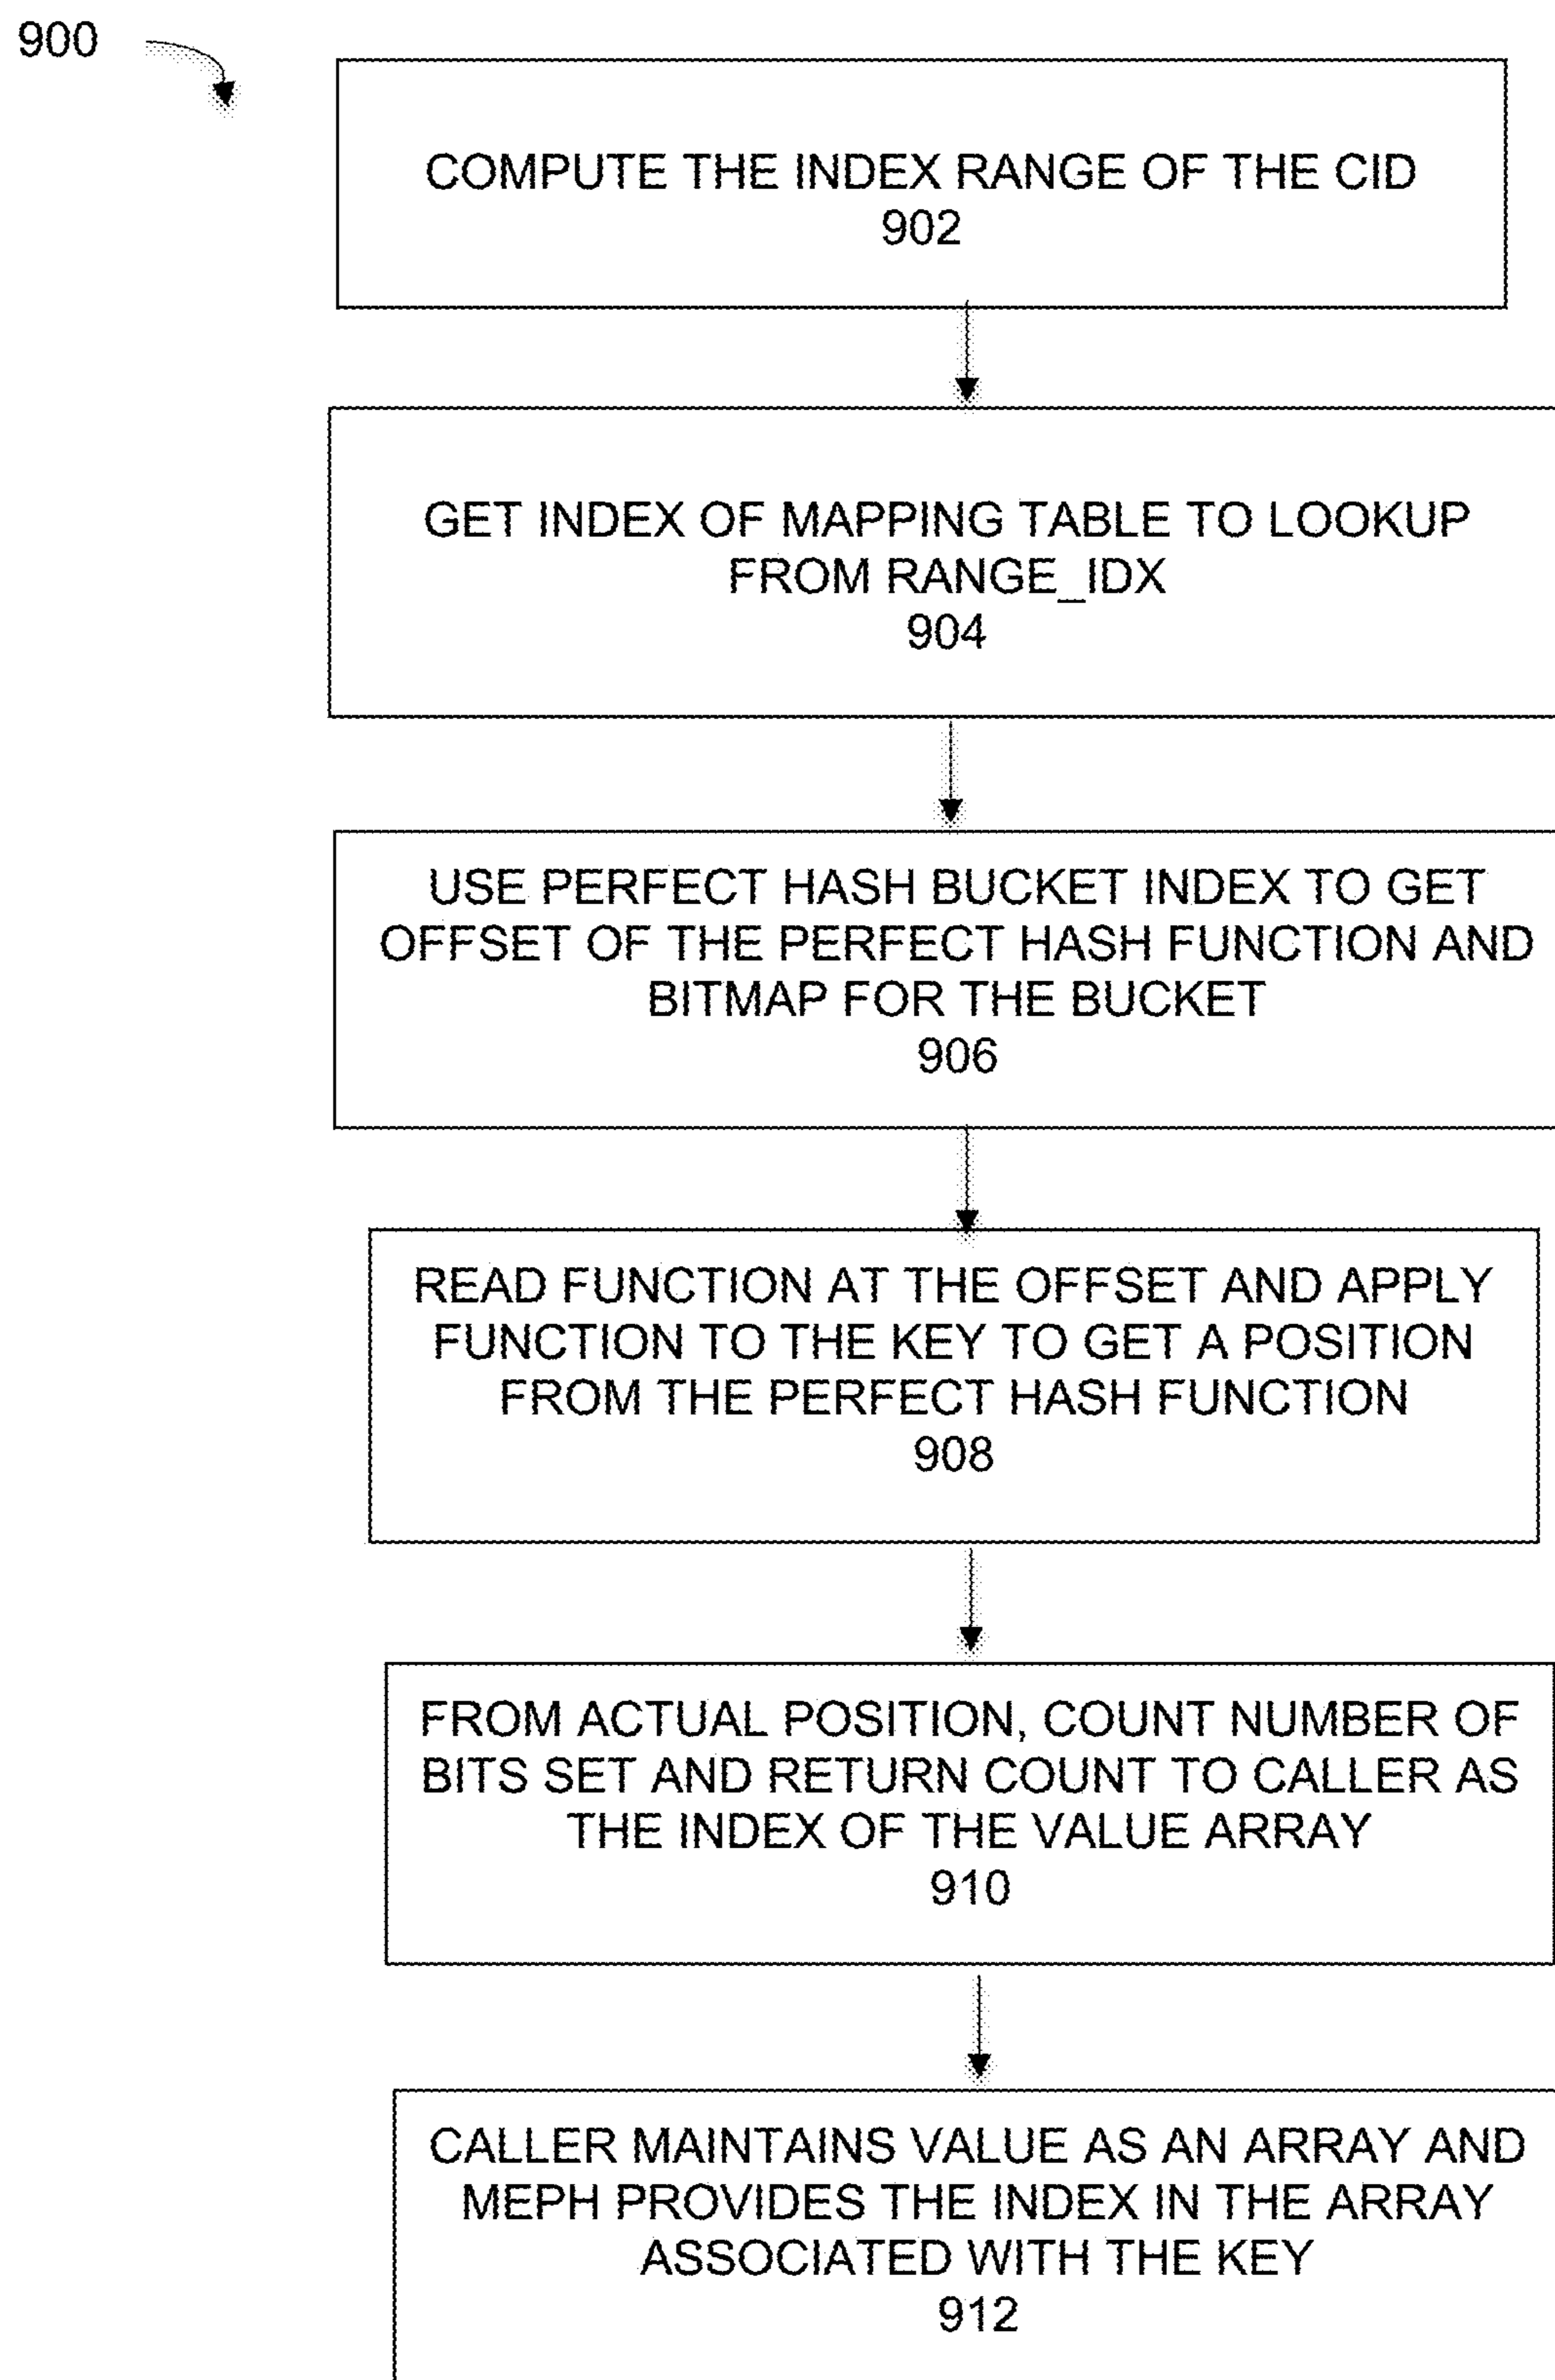 900
COMPUTE THE INDEX RANGE OF THE CID
902
GET INDEX OF MAPPING TABLE TO LOOKUP
FROM RANGE_IDX
904
USE PERFECT HASH BUCKET INDEX TO GET
OFFSET OF THE PERFECT HASH FUNCTION AND
BITMAP FOR THE BUCKET
906
READ FUNCTION AT THE OFFSET AND APPLY
FUNCTION TO THE KEY TO GET A POSITION
FROM THE PERFECT HASH FUNCTION
908
FROM ACTUAL POSITION, COUNT NUMBER OF
BITS SET AND RETURN COUNT TO CALLER AS
THE INDEX OF THE VALUE ARRAY
910
CALLER MAINTAINS VALUE AS AN ARRAY AND
MEPH PROVIDES THE INDEX IN THE ARRAY
ASSOCIATED WITH THE KEY
912